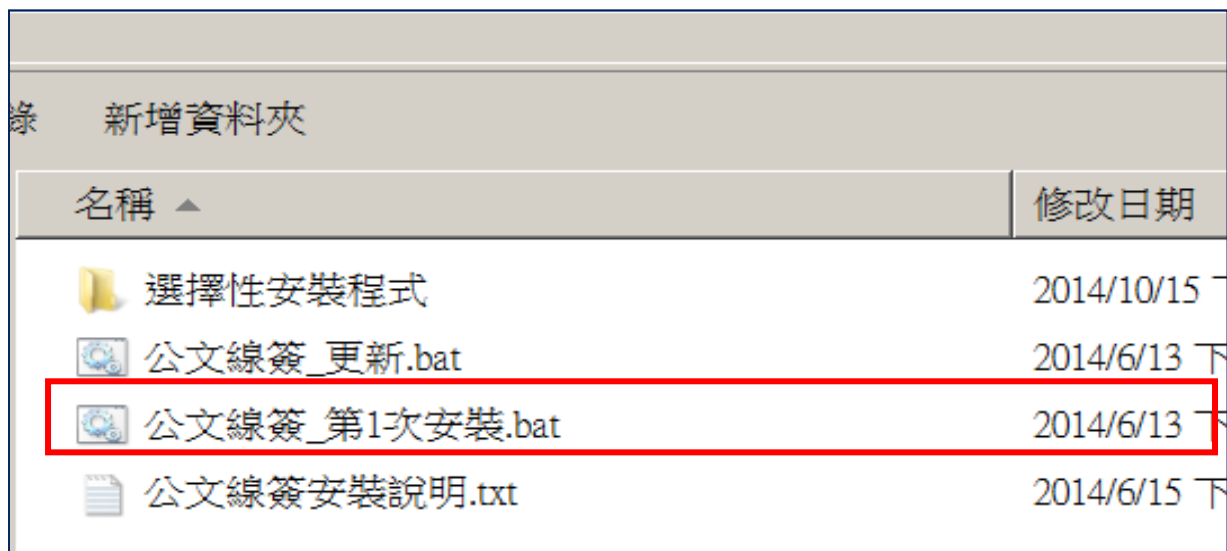 錄 新增資料夾
名稱 修改日期
選擇性安裝程式 2014/10/15 下
公文線簽_更新.bat 2014/6/13 下
公文線簽_第1次安裝.bat 2014/6/13 下
公文線簽安裝說明.txt 2014/6/15 下